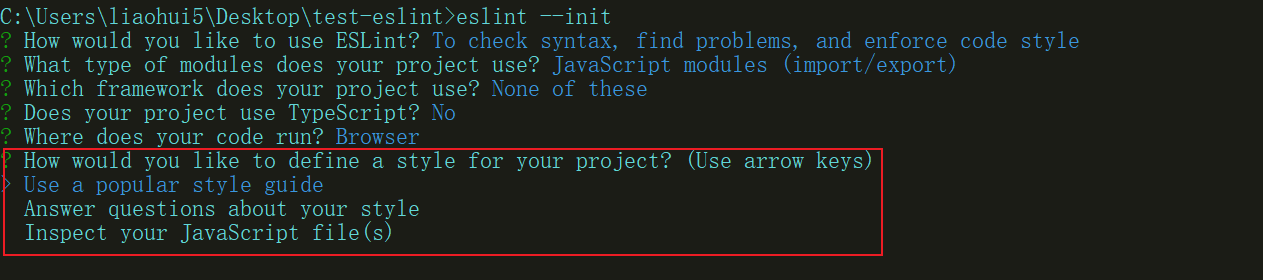 C:\Users\liaohui5\Desktop\test-eslint>eslint --init
? How would you like to use ESLint? To check syntax, find problems, and enforce code style
? What type of modules does your project use? JavaScript modules (import/export)
? Which framework does your project use? None of these
? Does your project use TypeScript? No
? Where does your code run? Browser
? How would you like to define a style for your project? (Use arrow keys)
> Use a popular style guide
Answer questions about your style
Inspect your JavaScript file(s)